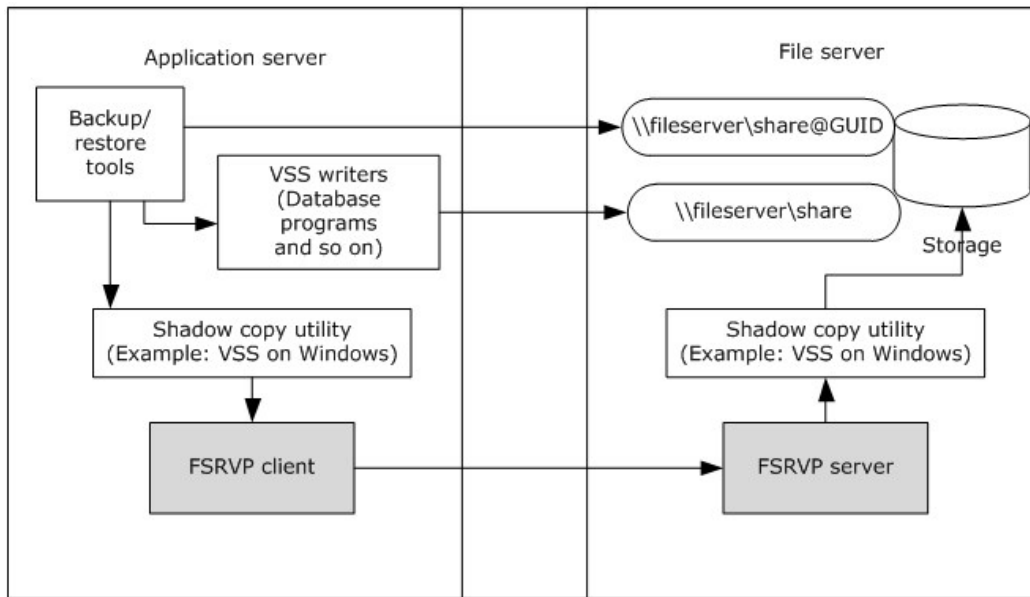 Application server
File server
Backup/
restore
tools
\\fileserver\share@GUID
VSS writers
(Database
programs
and so on)
\\fileserver\share
Storage
Shadow copy utility
(Example: VSS on Windows)
Shadow copy utility
(Example: VSS on Windows)
FSRVP client
FSRVP server